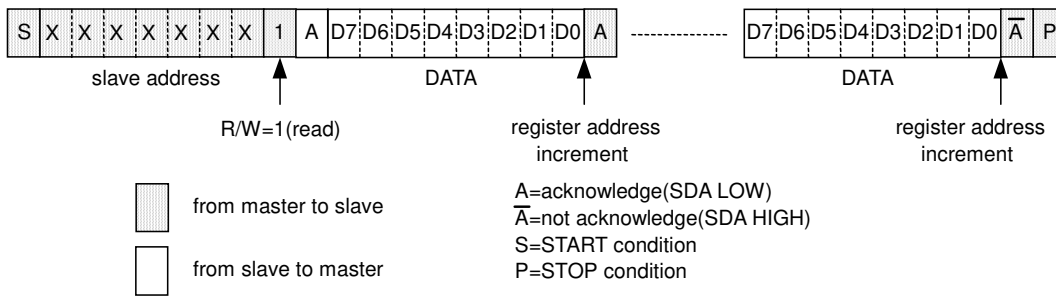 S X X X X X X X 1 A D7 D6 D5 D4 D3 D2 D1 D0 A D7 D6 D5 D4 D3 D2 D1 D0 A̅ P
slave address DATA DATA
R/W=1(read) register address increment register address increment
from master to slave
from slave to master
A=acknowledge(SDA LOW)
A̅=not acknowledge(SDA HIGH)
S=START condition
P=STOP condition